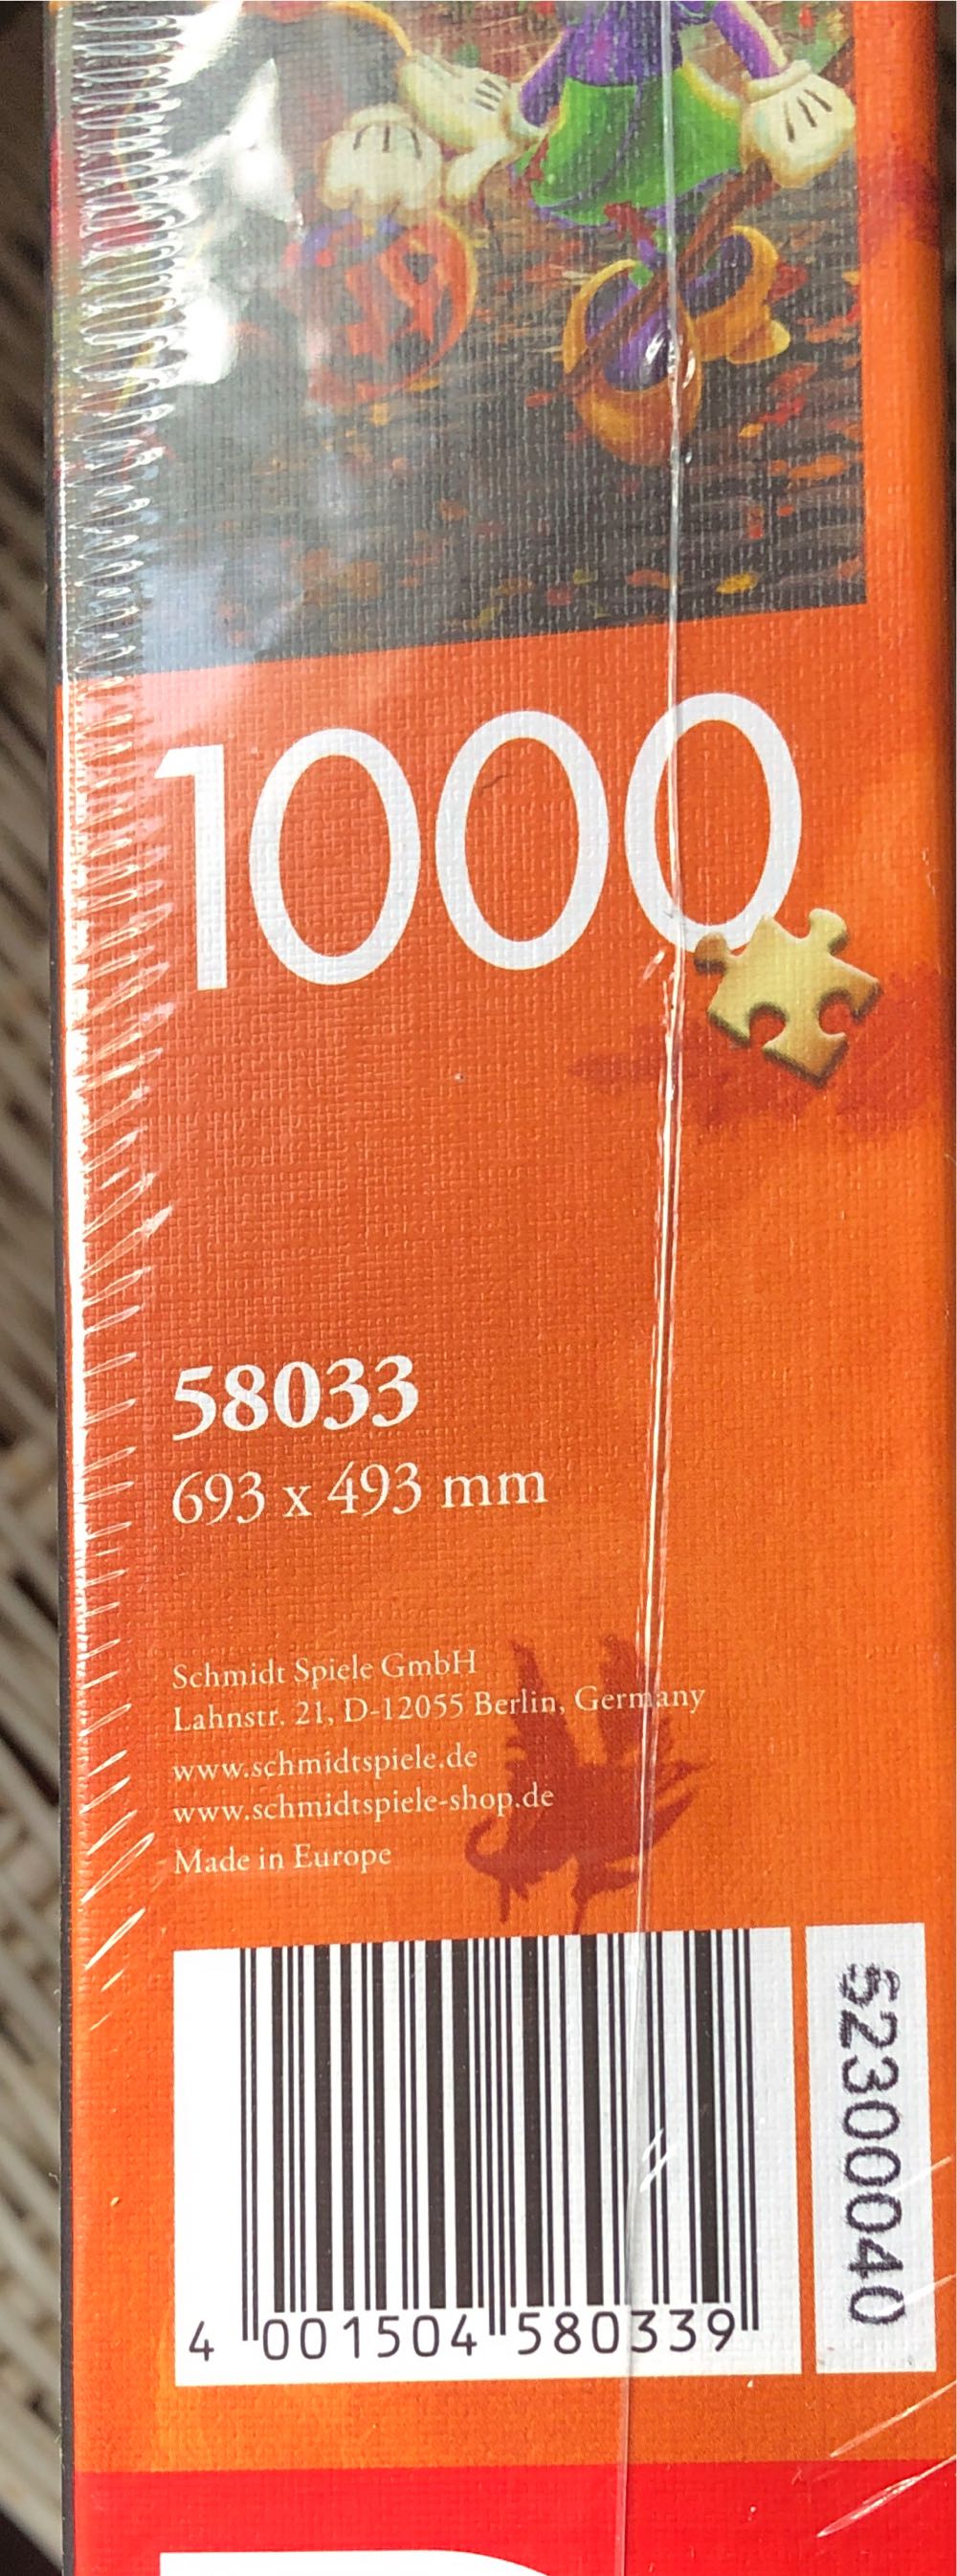 1000
58033
693 x 493 mm
Schmidt Spiele GmbH
Lahnstr. 21, D-12055 Berlin, Germany
www.schmidtspiele.de
www.schmidtspiele-shop.de
Made in Europe
4 001504 580339
52300040